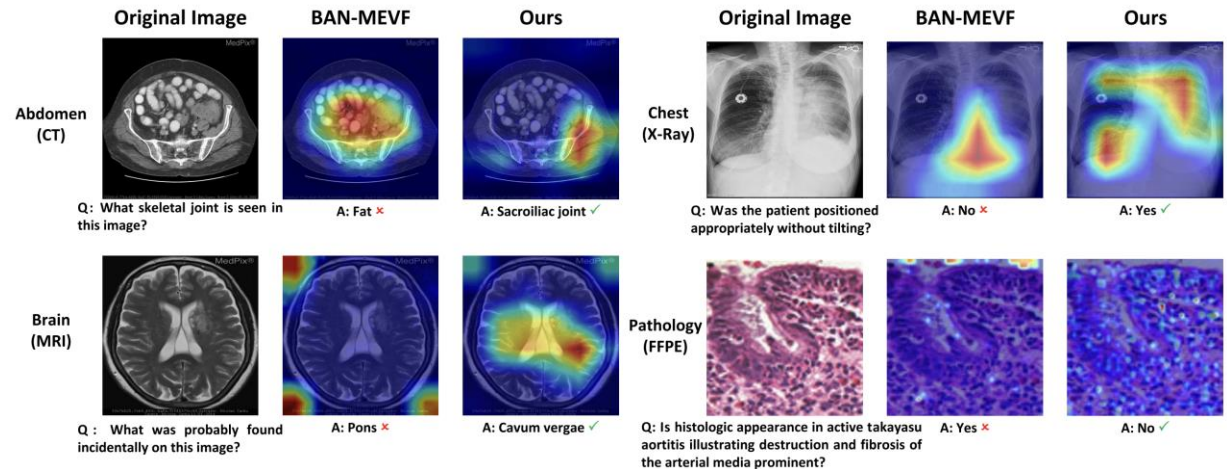 Original Image BAN-MEVF Ours
Abdomen
(CT)
MedPix®
MedPix®
Q: What skeletal joint is seen in
this image?
A: Fat ×
A: Sacroiliac joint ✓
Brain
(MRI)
MedPix®
MedPix®
Q: What was probably found
incidentally on this image?
A: Pons ×
A: Cavum vergae ✓
Original Image BAN-MEVF Ours
Chest
(X-Ray)
Q: Was the patient positioned
appropriately without tilting?
A: No ×
A: Yes ✓
Pathology
(FFPE)
Q: Is histologic appearance in active takayasu
aortitis illustrating destruction and fibrosis of
the arterial media prominent?
A: Yes ×
A: No ✓